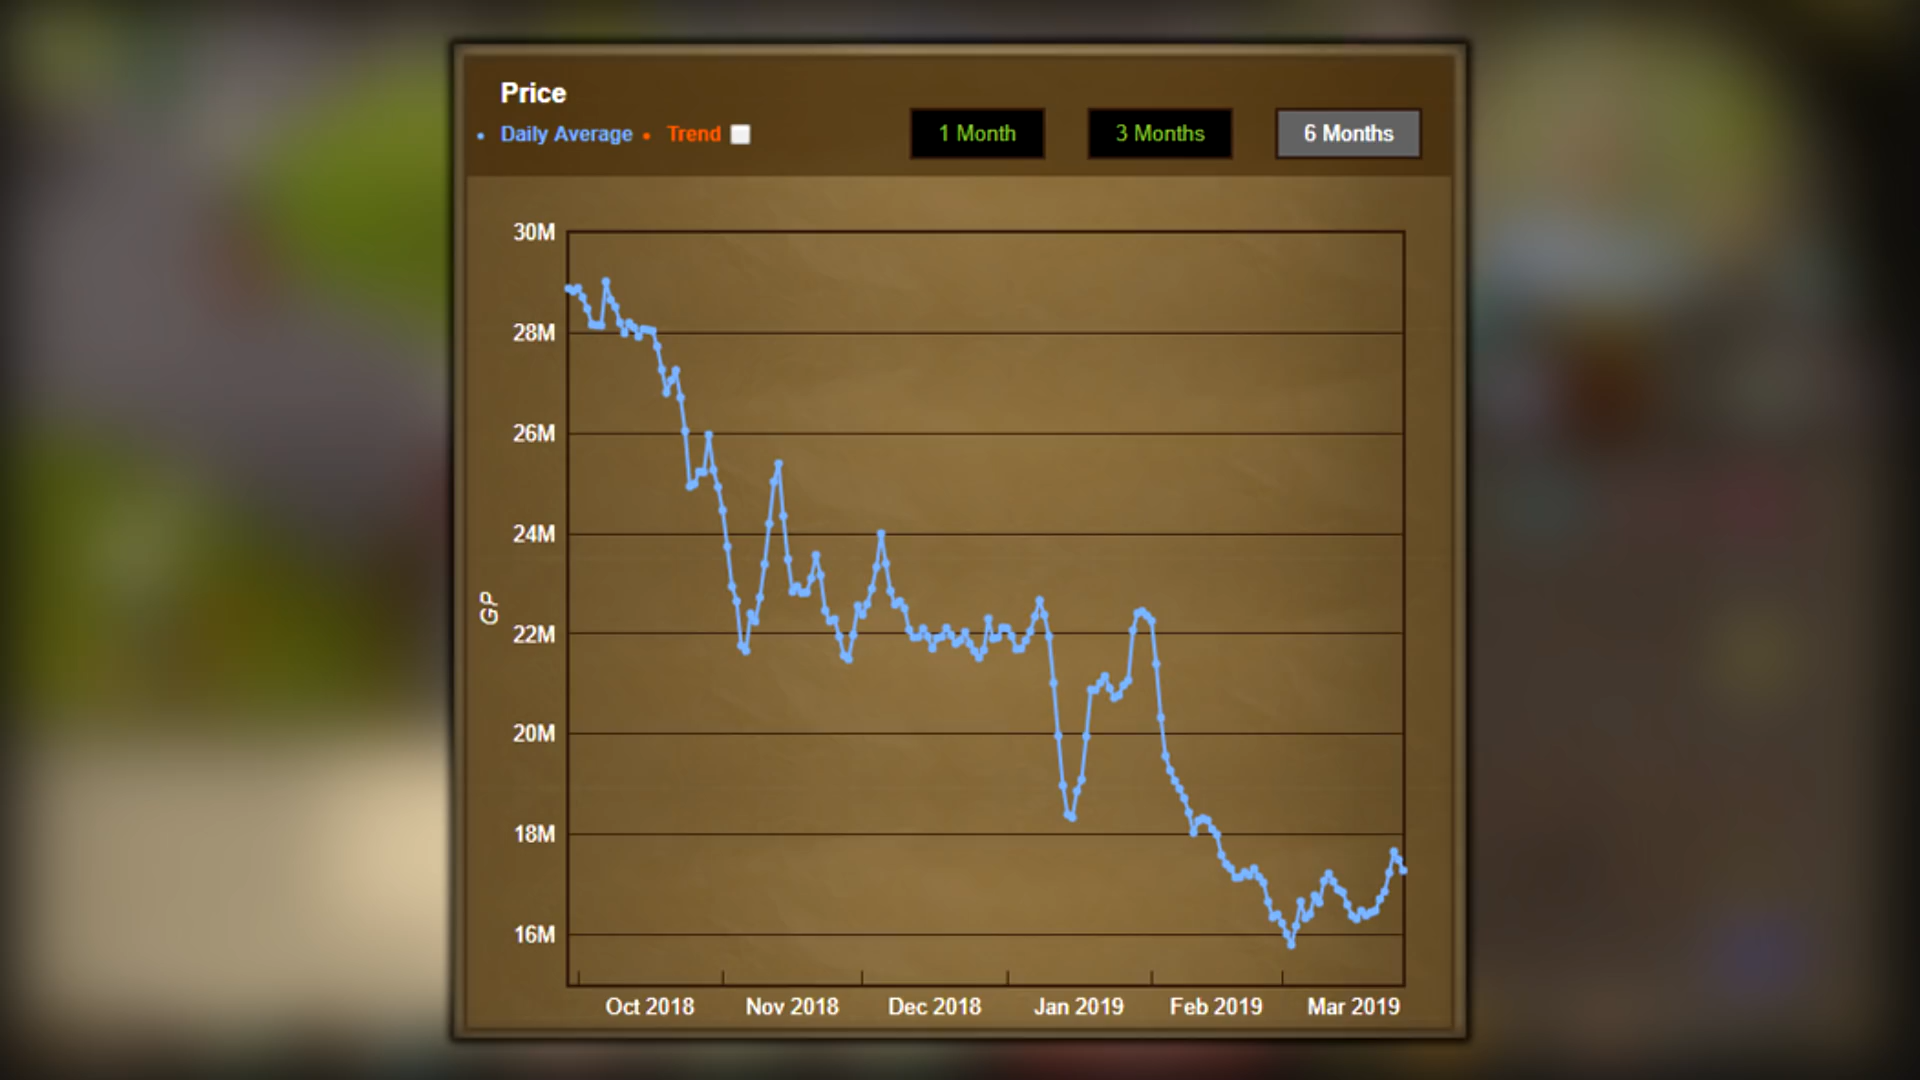 Price
Daily Average Trend
1 Month 3 Months 6 Months
30M
28M
26M
24M
22M
20M
18M
16M
GP
Oct 2018 Nov 2018 Dec 2018 Jan 2019 Feb 2019 Mar 2019